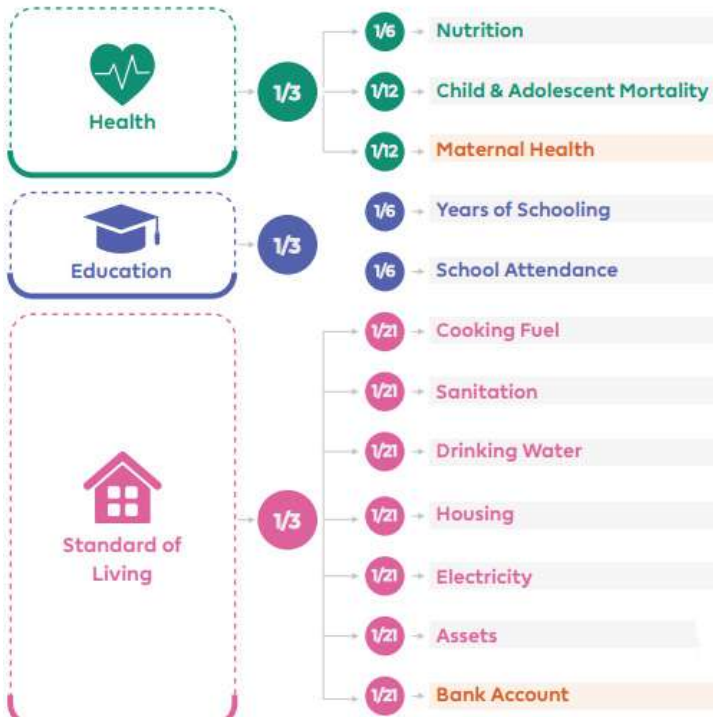 Health
1/3
1/6 Nutrition
1/12 Child & Adolescent Mortality
1/12 Maternal Health
Education
1/3
1/6 Years of Schooling
1/6 School Attendance
Standard of
Living
1/3
1/21 Cooking Fuel
1/21 Sanitation
1/21 Drinking Water
1/21 Housing
1/21 Electricity
1/21 Assets
1/21 Bank Account